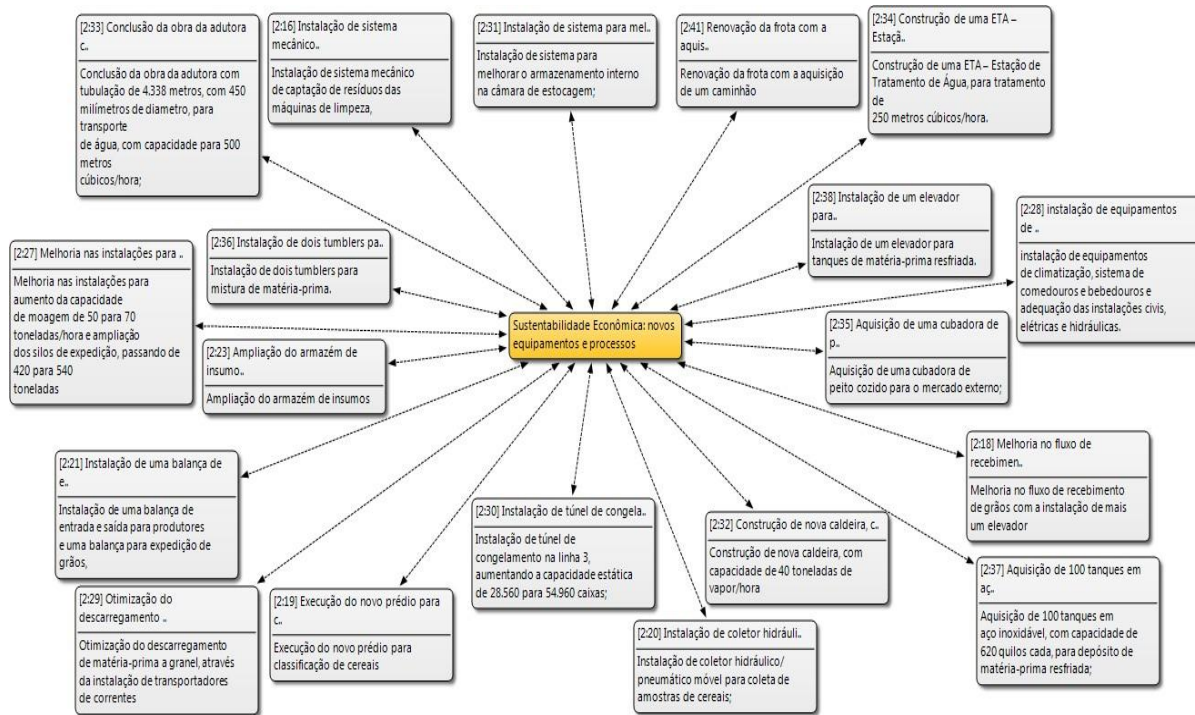 [2:33] Conclusão da obra da adutora
c..
Conclusão da obra da adutora com
tubulação de 4.338 metros, com 450
milímetros de diametro, para
transporte
de água, com capacidade para 500
metros
cúbicos/hora;
[2:16] Instalação de sistema
mecânico..
Instalação de sistema mecânico
de captação de resíduos das
máquinas de limpeza,
[2:31] Instalação de sistema para mel..
Instalação de sistema para
melhorar o armazenamento interno
na câmara de estocagem;
[2:41] Renovação da frota com a
aquis..
Renovação da frota com a aquisição
de um caminhão
[2:34] Construção de uma ETA –
Estaçã..
Construção de uma ETA – Estação de
Tratamento de Água, para tratamento
de
250 metros cúbicos/hora.
[2:38] Instalação de um elevador
para..
Instalação de um elevador para
tanques de matéria-prima resfriada.
[2:28] instalação de equipamentos
de ..
instalação de equipamentos
de climatização, sistema de
comedouros e bebedouros e
adequação das instalações civis,
elétricas e hidráulicas.
[2:27] Melhoria nas instalações para ..
Melhoria nas instalações para
aumento da capacidade
de moagem de 50 para 70
toneladas/hora e ampliação
dos silos de expedição, passando de
420 para 540
toneladas
[2:36] Instalação de dois tumblers pa..
Instalação de dois tumblers para
mistura de matéria-prima.
Sustentabilidade Econômica: novos
equipamentos e processos
[2:23] Ampliação do armazém de
insumo..
Ampliação do armazém de insumos
[2:35] Aquisição de uma cubadora de
p..
Aquisição de uma cubadora de
peito cozido para o mercado externo;
[2:21] Instalação de uma balança de
e..
Instalação de uma balança de
entrada e saída para produtores
e uma balança para expedição de
grãos,
[2:18] Melhoria no fluxo de
recebimen..
Melhoria no fluxo de recebimento
de grãos com a instalação de mais
um elevador
[2:30] Instalação de túnel de congela..
Instalação de túnel de
congelamento na linha 3,
aumentando a capacidade estática
de 28.560 para 54.960 caixas;
[2:32] Construção de nova caldeira, c..
Construção de nova caldeira, com
capacidade de 40 toneladas de
vapor/hora
[2:37] Aquisição de 100 tanques em
aç..
Aquisição de 100 tanques em
aço inoxidável, com capacidade de
620 quilos cada, para depósito de
matéria-prima resfriada;
[2:29] Otimização do
descarregamento ..
Otimização do descarregamento
de matéria-prima a granel, através
da instalação de transportadores
de correntes
[2:19] Execução do novo prédio para
c..
Execução do novo prédio para
classificação de cereais
[2:20] Instalação de coletor hidráuli..
Instalação de coletor hidráulico/
pneumático móvel para coleta de
amostras de cereais;